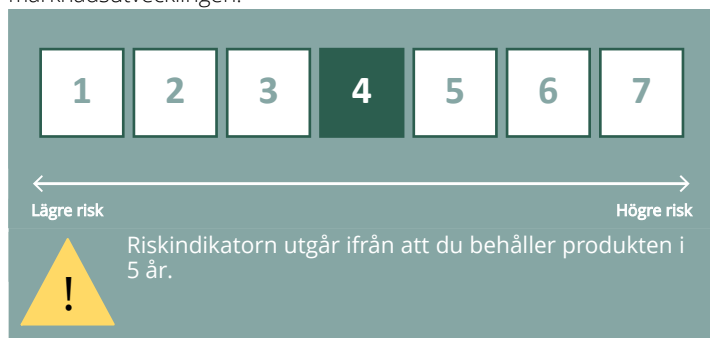 marknadsutvecklingen.
1 2 3 4 5 6 7
Lägre risk Högre risk
Riskindikatorn utgår ifrån att du behåller produkten i
5 år.
!